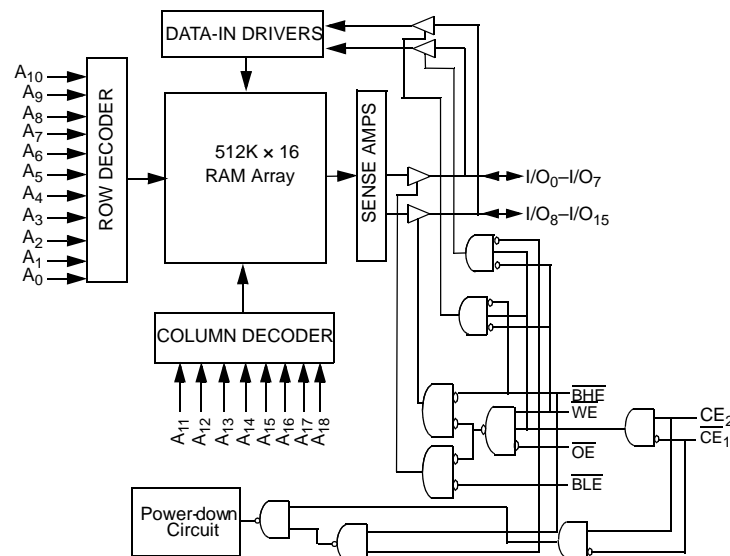 DATA-IN DRIVERS
A10
A9
A8
A7
A6
A5
A4
A3
A2
A1
A0
ROW DECODER
512K × 16
RAM Array
SENSE AMPS
I/O0–I/O7
I/O8–I/O15
COLUMN DECODER
A11
A12
A13
A14
A15
A16
A17
A18
BHE
WE
OE
BLE
CE2
CE1
Power-down
Circuit